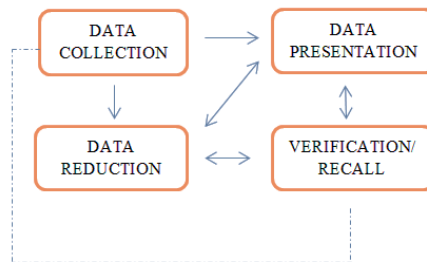 DATA
COLLECTION
DATA
PRESENTATION
DATA
REDUCTION
VERIFICATION/
RECALL